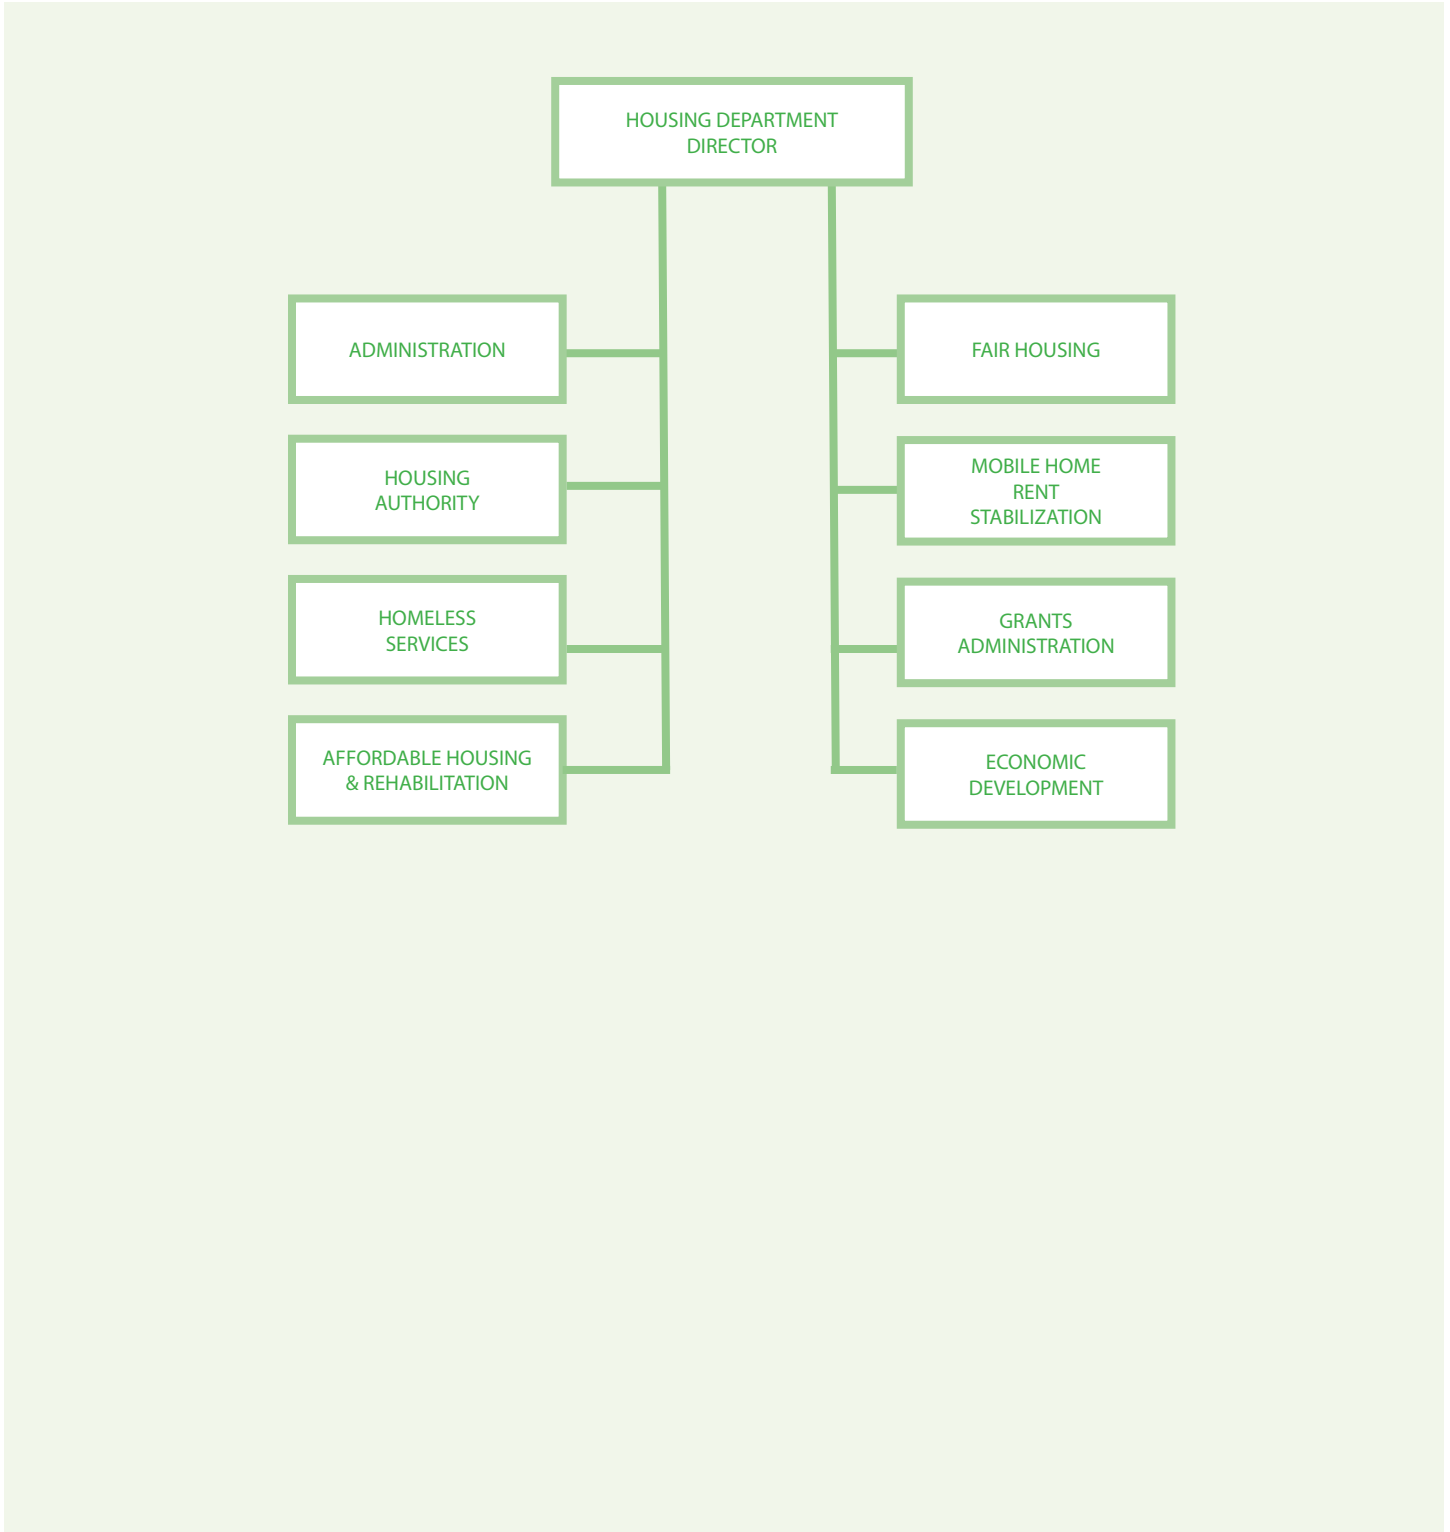 HOUSING DEPARTMENT
DIRECTOR
ADMINISTRATION
HOUSING
AUTHORITY
HOMELESS
SERVICES
AFFORDABLE HOUSING
& REHABILITATION
FAIR HOUSING
MOBILE HOME
RENT
STABILIZATION
GRANTS
ADMINISTRATION
ECONOMIC
DEVELOPMENT